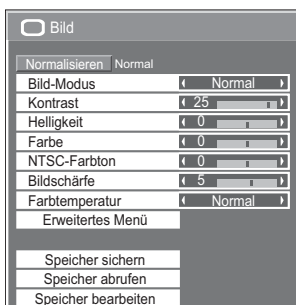 Bild
Normalisieren Normal
Bild-Modus Normal
Kontrast 25
Helligkeit 0
Farbe 0
NTSC-Farbton 0
Bildschärfe 5
Farbtemperatur Normal
Erweitertes Menü
Speicher sichern
Speicher abrufen
Speicher bearbeiten